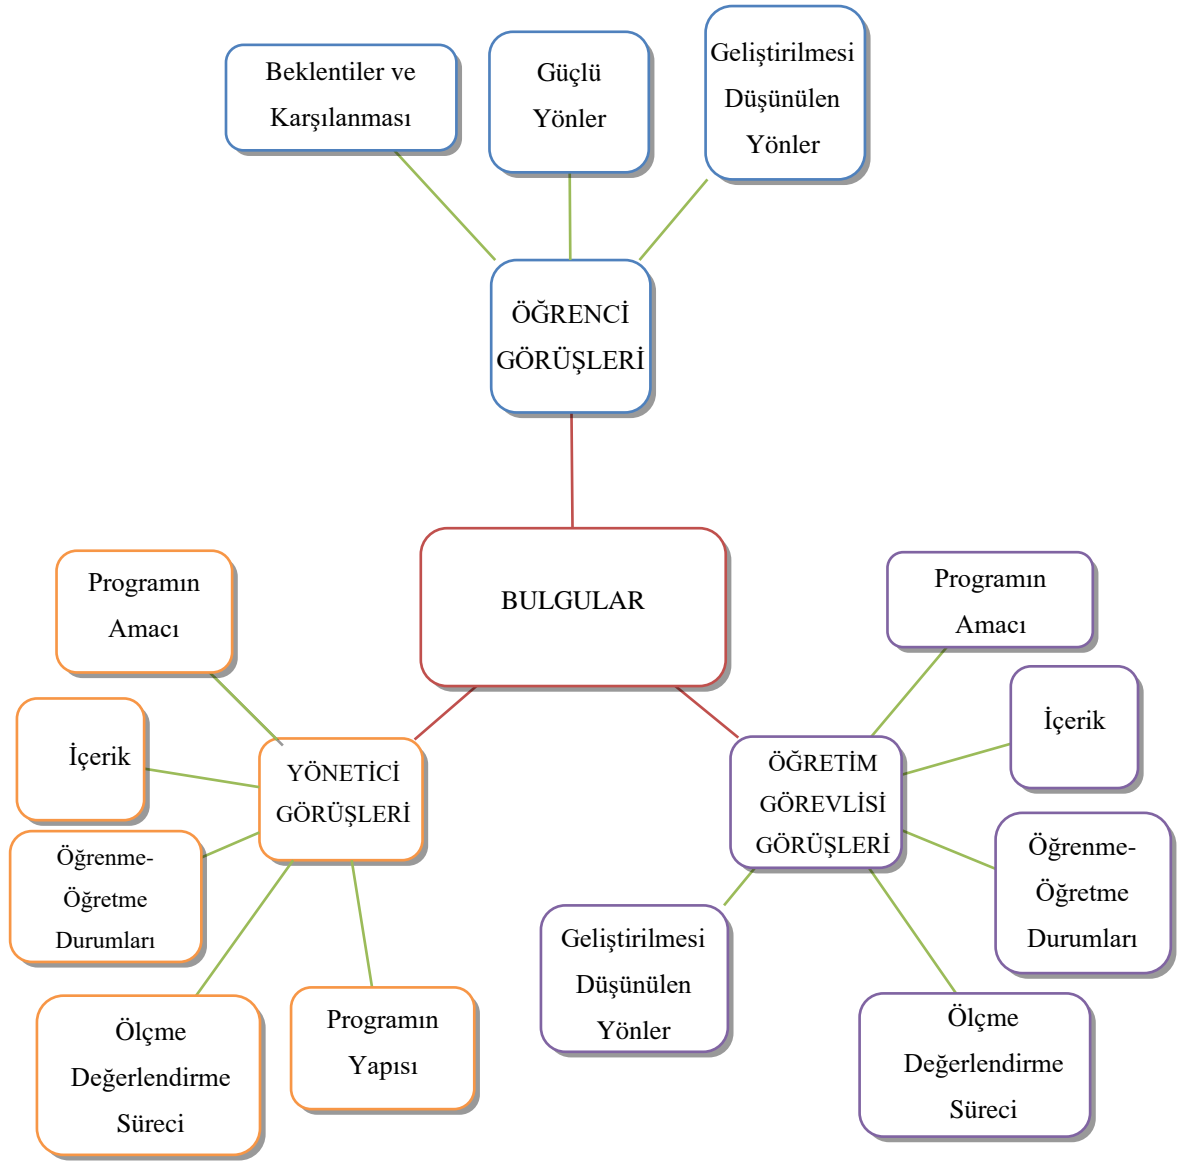 Beklentiler ve
Karşılanması
Güçlü
Yönler
Geliştirilmesi
Düşünülen
Yönler
ÖĞRENCİ
GÖRÜŞLERİ
BULGULAR
Programın
Amacı
İçerik
Öğrenme-
Öğretme
Durumları
Ölçme
Değerlendirme
Süreci
Programın
Yapısı
YÖNETİCİ
GÖRÜŞLERİ
ÖĞRETİM
GÖREVLİSİ
GÖRÜŞLERİ
Programın
Amacı
İçerik
Öğrenme-
Öğretme
Durumları
Ölçme
Değerlendirme
Süreci
Geliştirilmesi
Düşünülen
Yönler